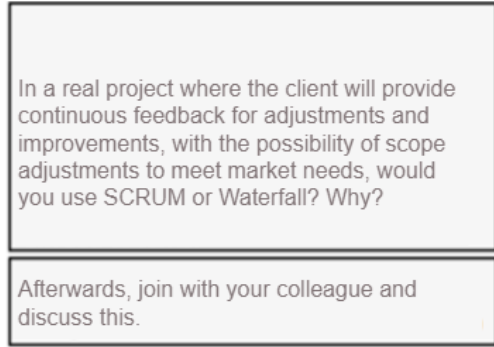 In a real project where the client will provide
continuous feedback for adjustments and
improvements, with the possibility of scope
adjustments to meet market needs, would
you use SCRUM or Waterfall? Why?
Afterwards, join with your colleague and
discuss this.